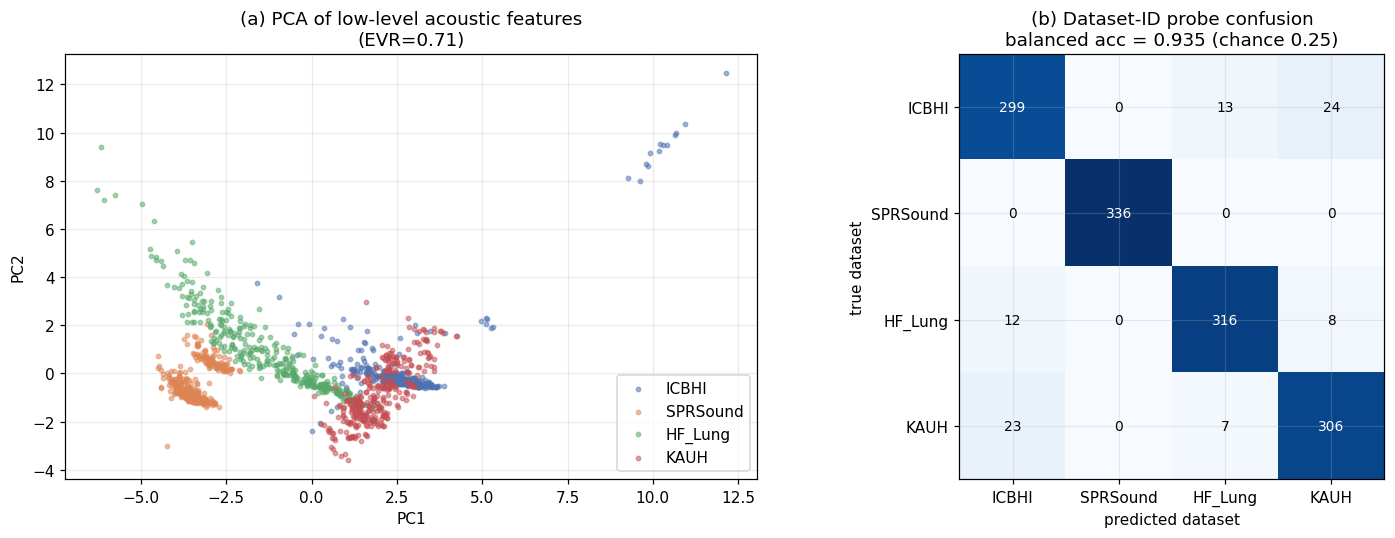 (a) PCA of low-level acoustic features
(EVR=0.71)
12
10
8
6
4
2
0
−2
−4
PC2
−5.0
−2.5
0.0
2.5
5.0
7.5
10.0
12.5
PC1
ICBHI
SPRSound
HF_Lung
KAUH
(b) Dataset-ID probe confusion
balanced acc = 0.935 (chance 0.25)
true dataset
ICBHI 299 0 13 24
SPRSound 0 336 0 0
HF_Lung 12 0 316 8
KAUH 23 0 7 306
ICBHI SPRSound HF_Lung KAUH
predicted dataset